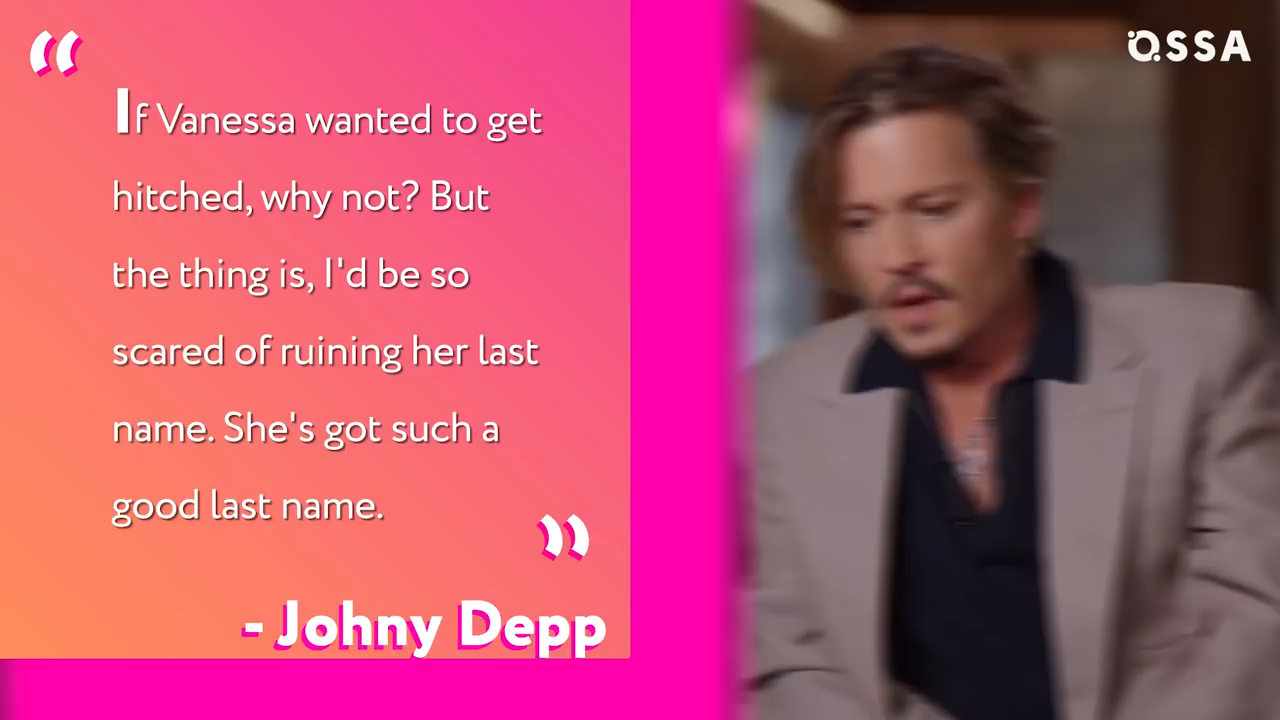 “
If Vanessa wanted to get
hitched, why not? But
the thing is, I'd be so
scared of ruining her last
name. She's got such a
good last name.
”
- Johny Depp
OSSA